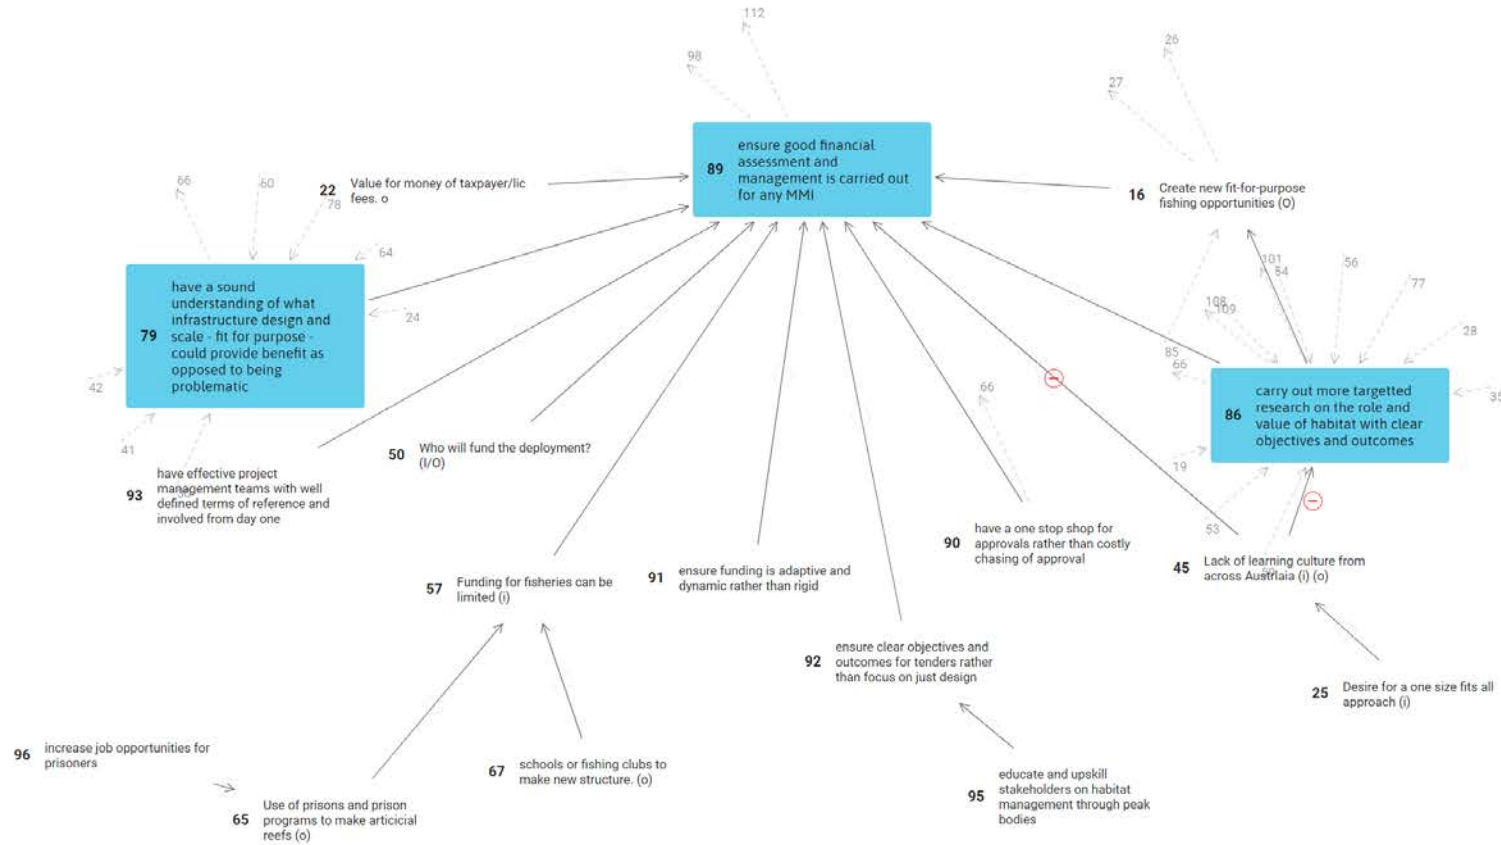 112
98
26
27
89
ensure good financial
assessment and
management is carried out
for any MMI
66
60
78
22
Value for money of taxpayer/lic
fees. o
16
Create new fit-for-purpose
fishing opportunities (O)
64
24
79
have a sound
understanding of what
infrastructure design and
scale - fit for purpose -
could provide benefit as
opposed to being
problematic
42
41
101
54
56
77
108
109
28
85
66
35
86
carry out more targetted
research on the role and
value of habitat with clear
objectives and outcomes
19
53
66
50
Who will fund the deployment?
(I/O)
93
have effective project
management teams with well
defined terms of reference and
involved from day one
90
have a one stop shop for
approvals rather than costly
chasing of approval
45
Lack of learning culture from
across Austrlaia (i) (o)
57
Funding for fisheries can be
limited (i)
91
ensure funding is adaptive and
dynamic rather than rigid
92
ensure clear objectives and
outcomes for tenders rather
than focus on just design
25
Desire for a one size fits all
approach (i)
96
increase job opportunities for
prisoners
67
schools or fishing clubs to
make new structure. (o)
65
Use of prisons and prison
programs to make articicial
reefs (o)
95
educate and upskill
stakeholders on habitat
management through peak
bodies